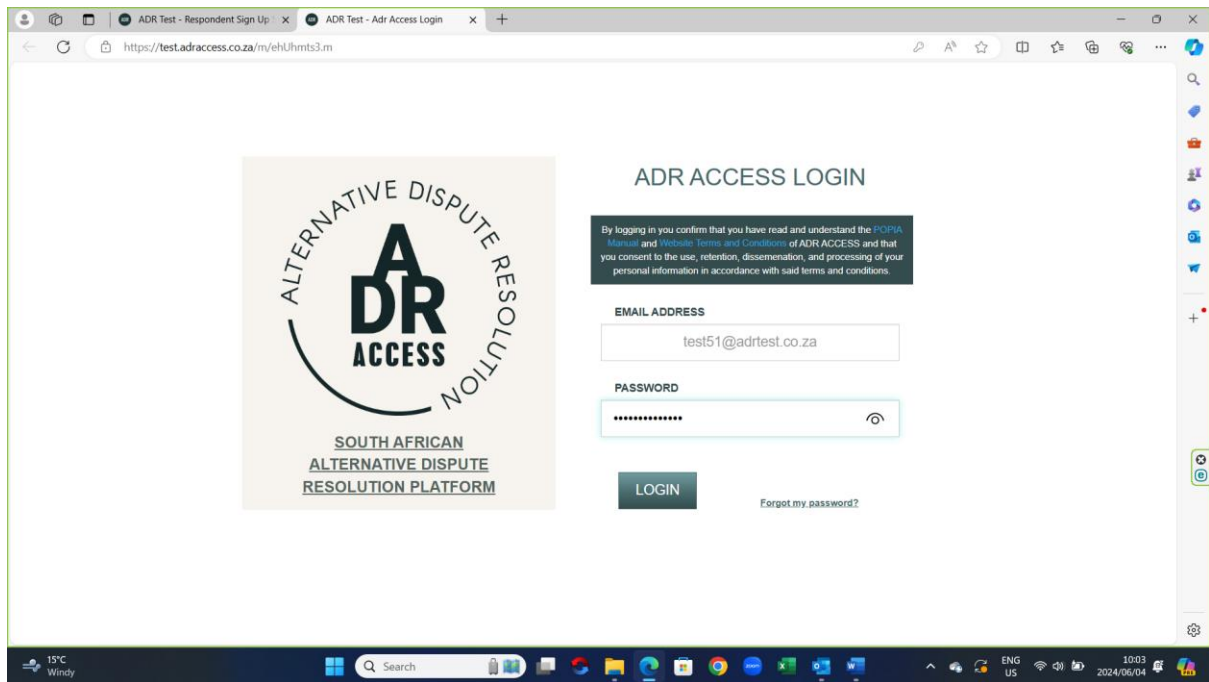 ADR Test - Respondent Sign Up
ADR Test - Adr Access Login
https://test.adraccess.co.za/m/ehUhmts3.m
ALTERNATIVE DISPUTE RESOLUTION
ADR
ACCESS
SOUTH AFRICAN
ALTERNATIVE DISPUTE
RESOLUTION PLATFORM
ADR ACCESS LOGIN
By logging in you confirm that you have read and understand the POPIA
Manual and Website Terms and Conditions of ADR ACCESS and that
you consent to the use, retention, dissemenation, and processing of your
personal information in accordance with said terms and conditions.
EMAIL ADDRESS
test51@adrtest.co.za
PASSWORD
••••••••••••••
LOGIN
Forgot my password?
15°C
Windy
Search
ENG
US
10:03
2024/06/04